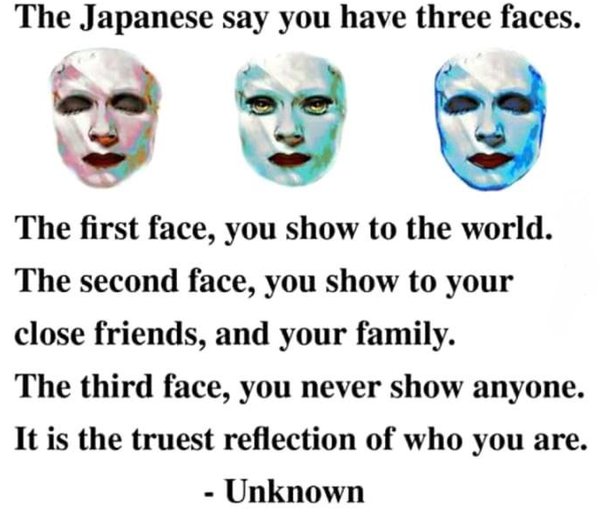 The Japanese say you have three faces.
The first face, you show to the world.
The second face, you show to your
close friends, and your family.
The third face, you never show anyone.
It is the truest reflection of who you are.
- Unknown